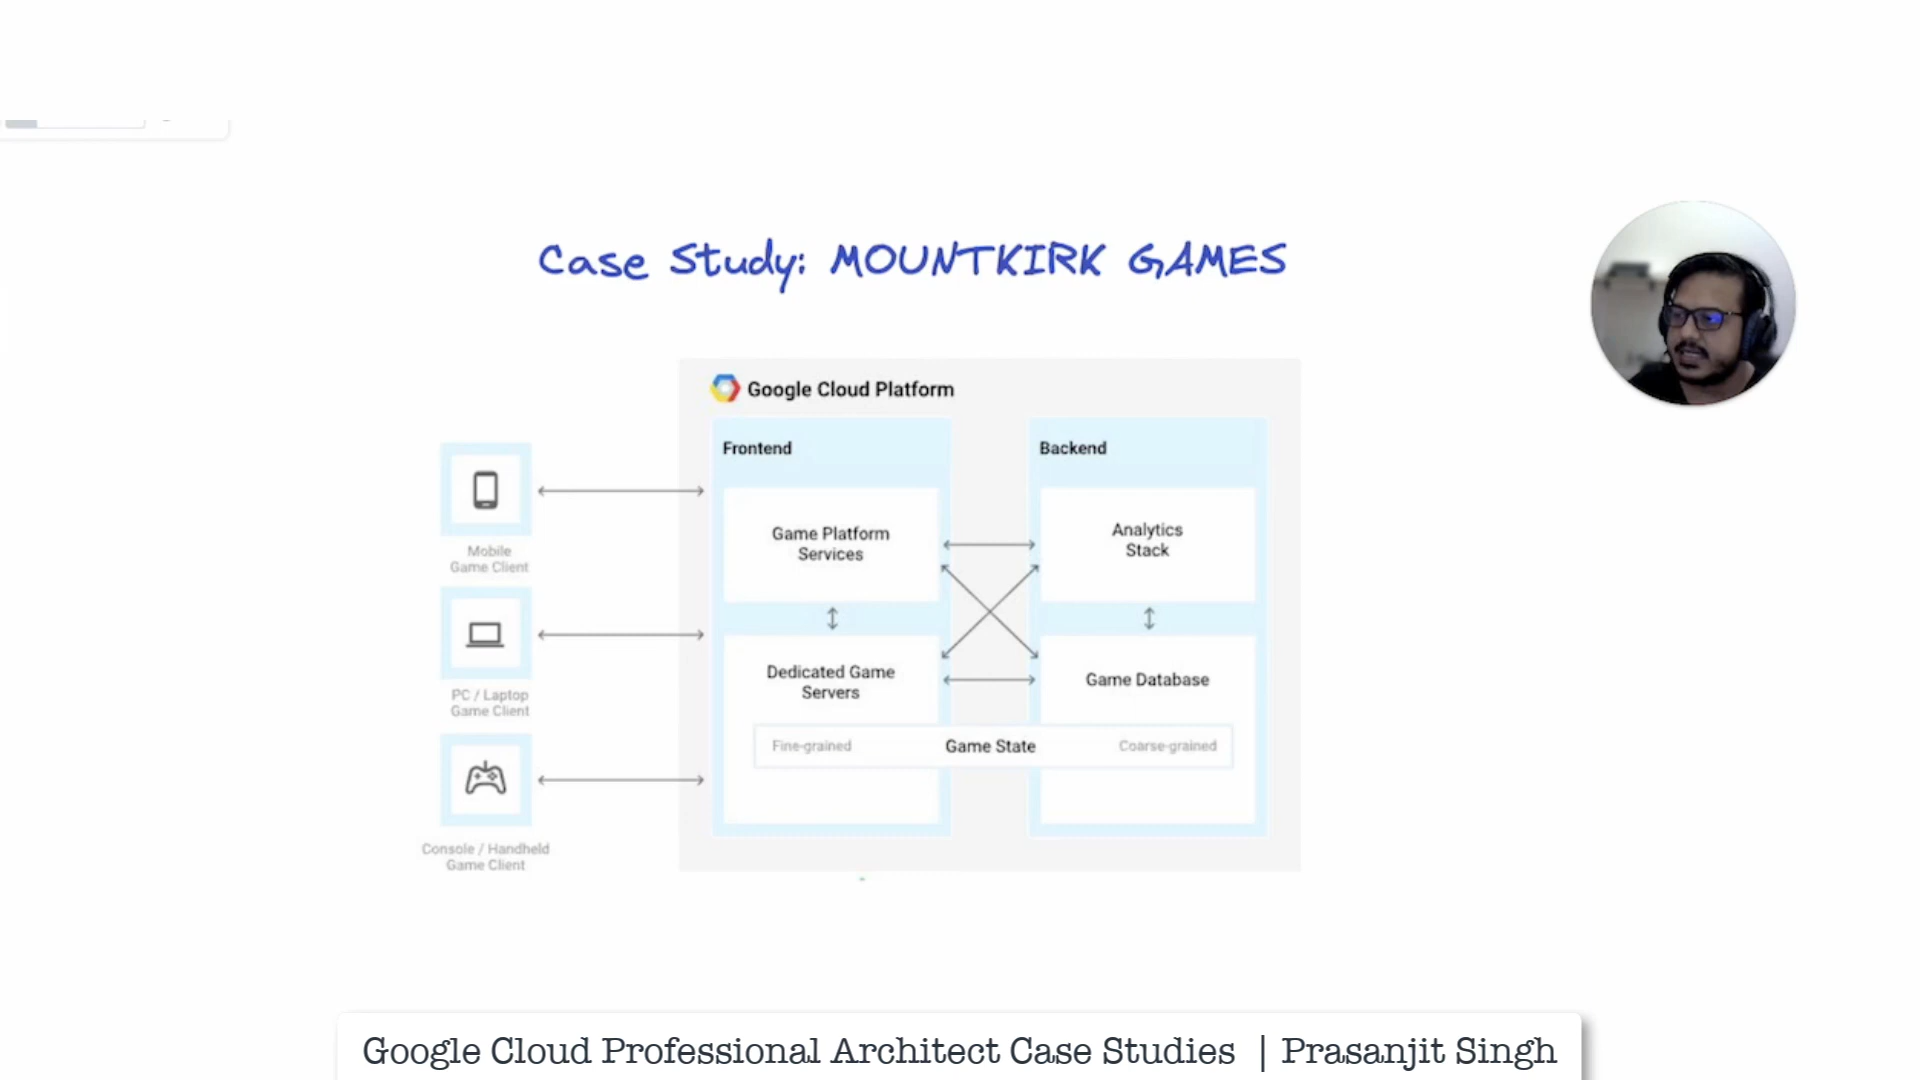 Case Study: MOUNTKIRK GAMES
Google Cloud Platform
Frontend
Backend
Game Platform
Services
Analytics
Stack
Mobile
Game Client
Dedicated Game
Servers
Game Database
PC / Laptop
Game Client
Fine-grained
Game State
Coarse-grained
Console / Handheld
Game Client
Google Cloud Professional Architect Case Studies | Prasanjit Singh